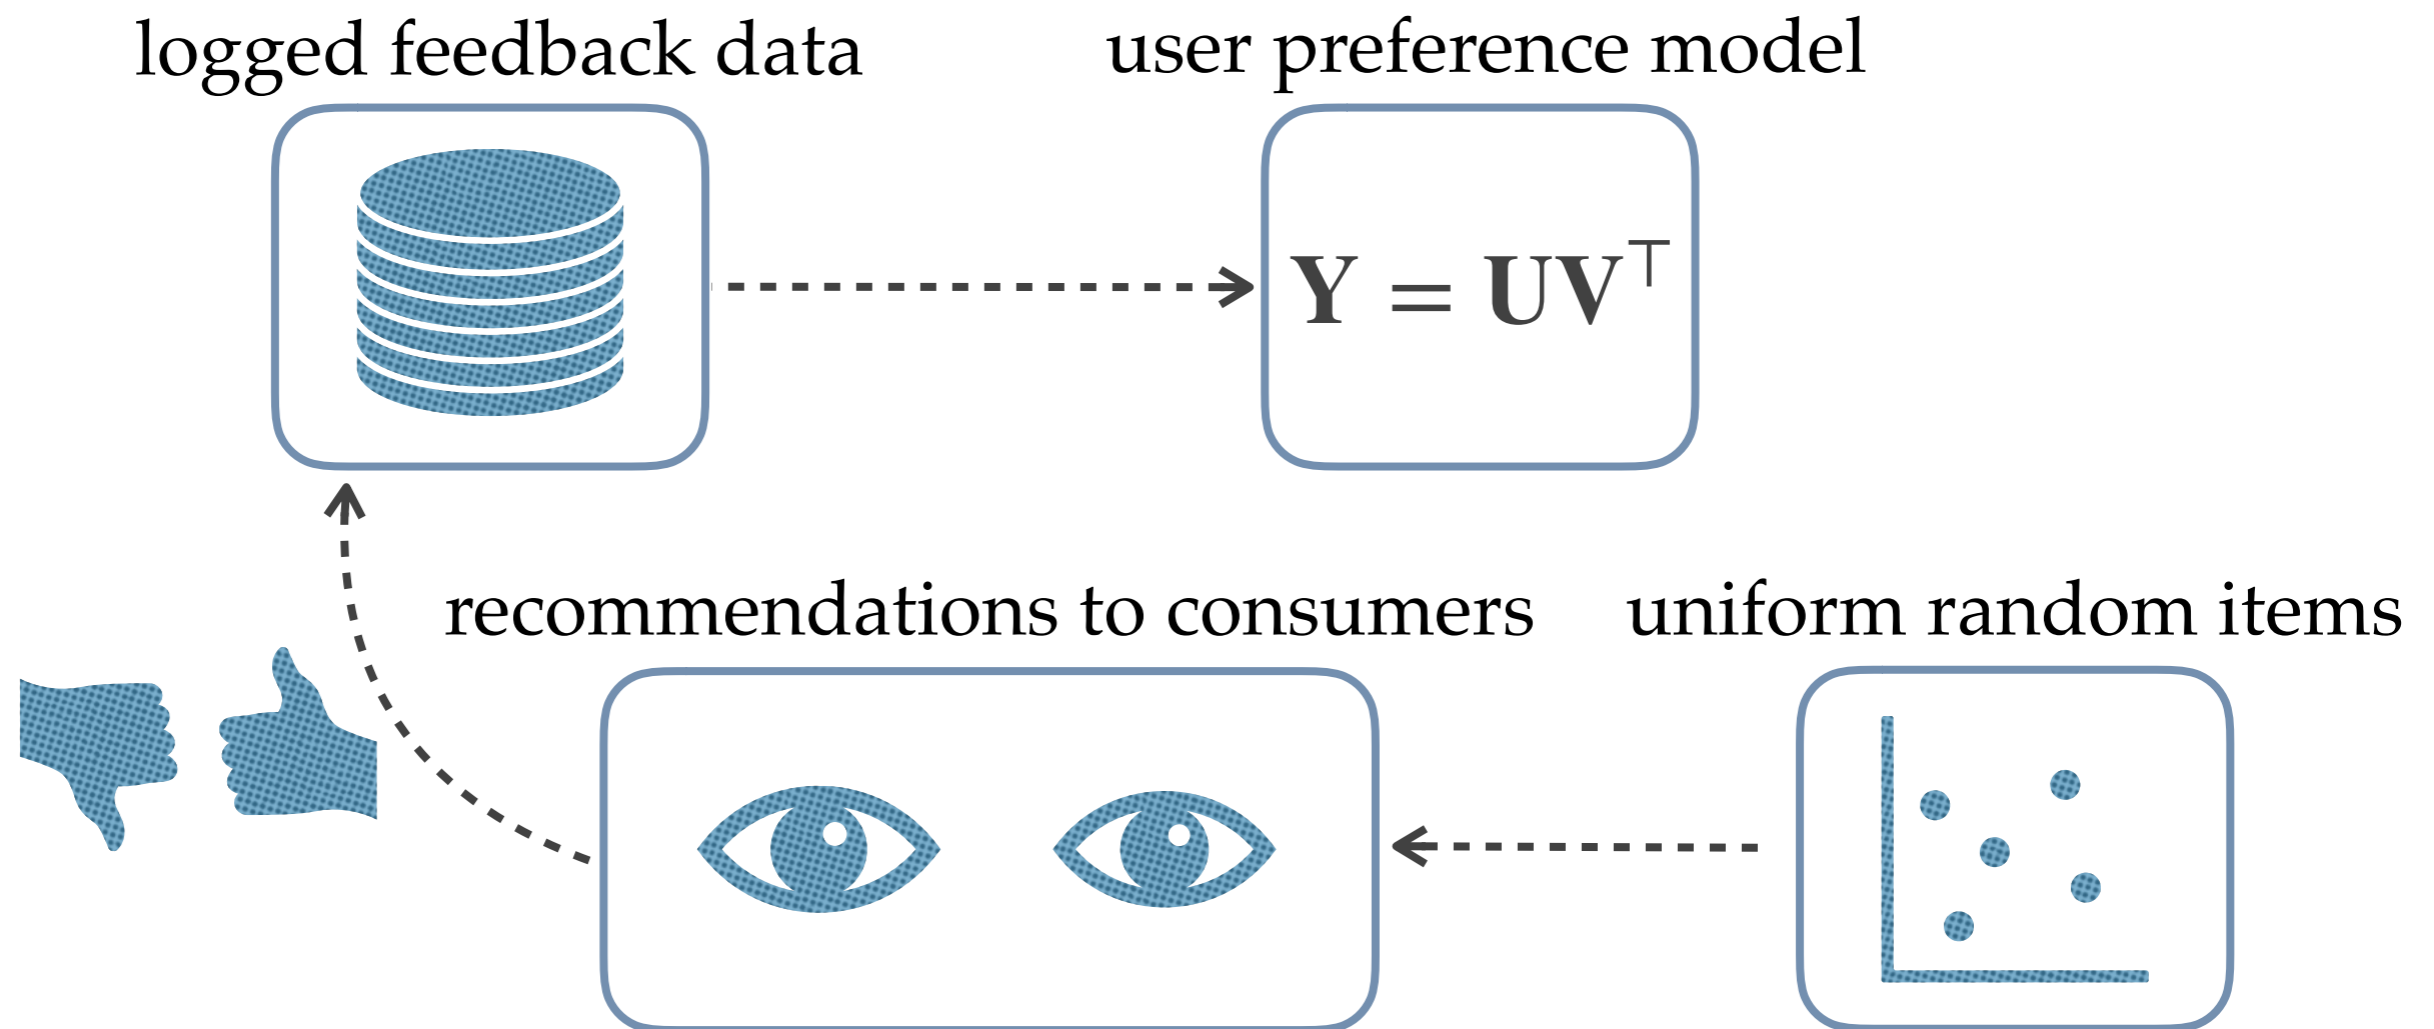 logged feedback data
user preference model
Y = UV⊤
recommendations to consumers
uniform random items